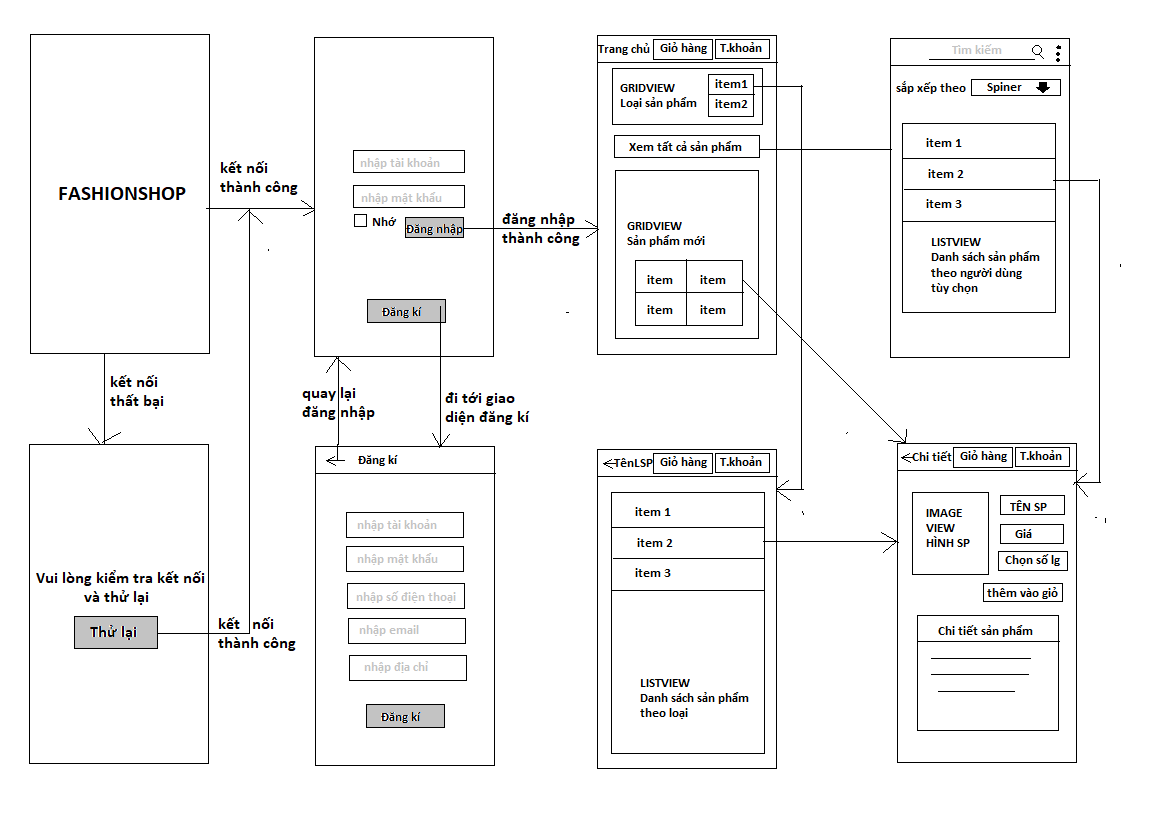 FASHIONSHOP
kết nối
thành công
kết nối
thất bại
Vui lòng kiểm tra kết nối
và thử lại
Thử lại
kết nối
thành công
nhập tài khoản
nhập mật khẩu
Nhớ
Đăng nhập
Đăng kí
đăng nhập
thành công
quay lại
đăng nhập
đi tới giao
diện đăng kí
Đăng kí
nhập tài khoản
nhập mật khẩu
nhập số điện thoại
nhập email
nhập địa chỉ
Đăng kí
Trang chủ
Giỏ hàng
T.khoản
GRIDVIEW
Loại sản phẩm
item1
item2
Xem tất cả sản phẩm
GRIDVIEW
Sản phẩm mới
item
item
item
item
Tìm kiếm
sắp xếp theo
Spiner
item 1
item 2
item 3
LISTVIEW
Danh sách sản phẩm
theo người dùng
tùy chọn
TênLSP
Giỏ hàng
T.khoản
item 1
item 2
item 3
LISTVIEW
Danh sách sản phẩm
theo loại
Chi tiết
Giỏ hàng
T.khoản
IMAGE
VIEW
HÌNH SP
TÊN SP
Giá
Chọn số lg
thêm vào giỏ
Chi tiết sản phẩm